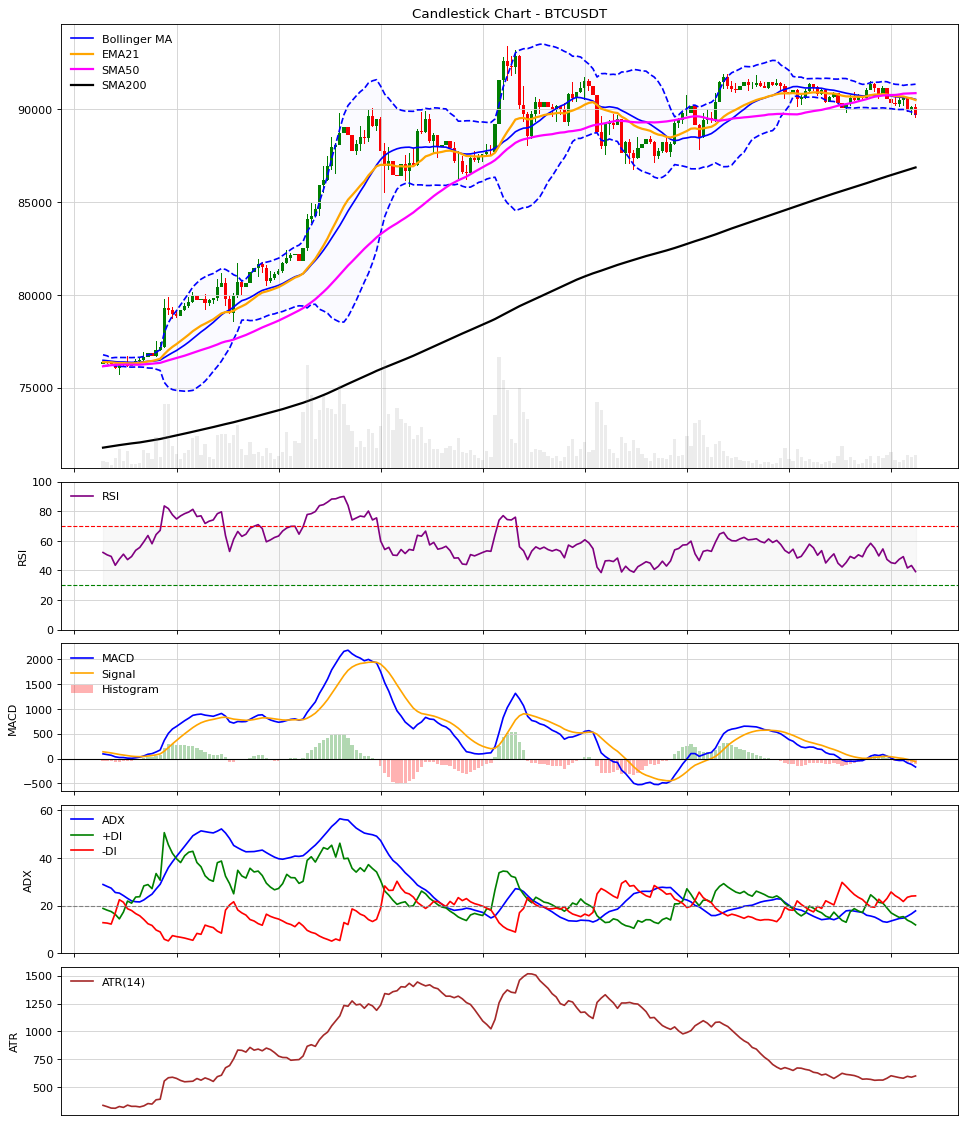 Candlestick Chart - BTCUSDT
Bollinger MA
EMA21
SMA50
SMA200
90000
85000
80000
75000
RSI
100
80
60
40
20
0
RSI
MACD
Signal
Histogram
2000
1500
1000
500
0
−500
MACD
ADX
+DI
-DI
60
40
20
0
ADX
ATR(14)
1500
1250
1000
750
500
ATR